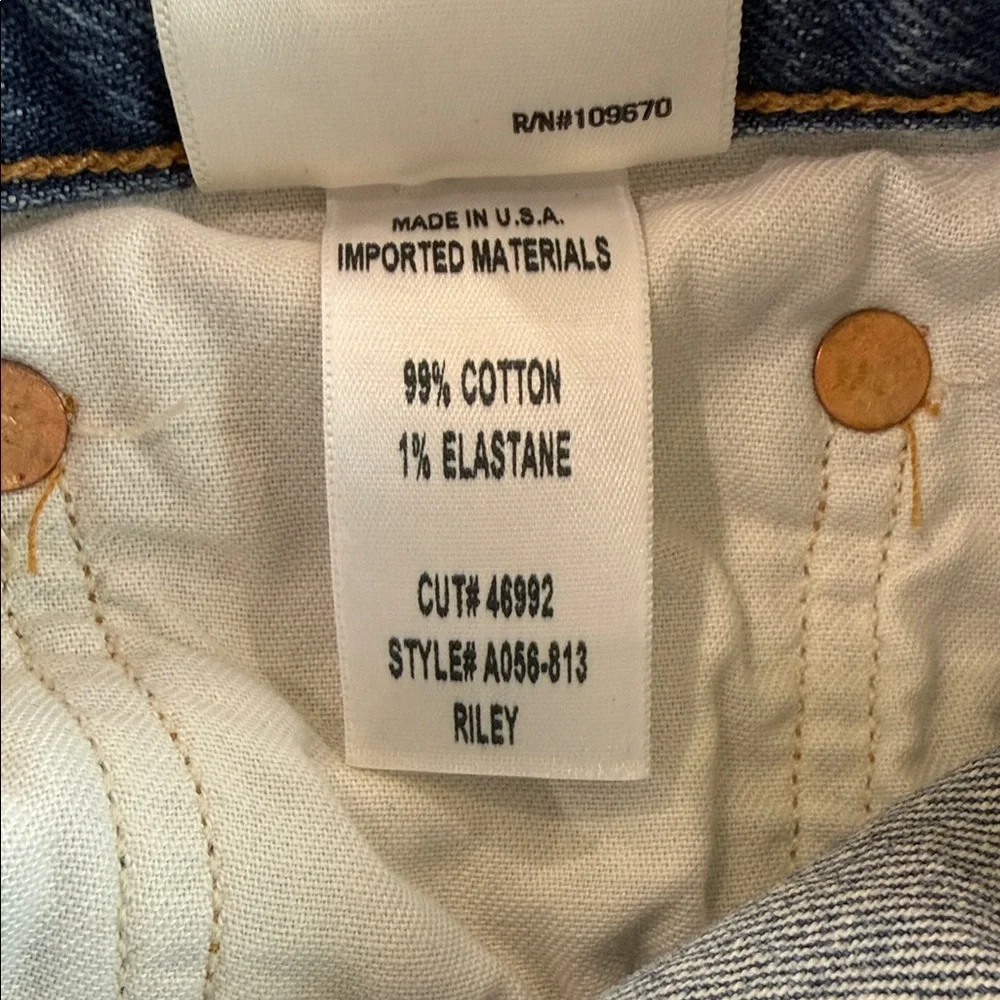 R/N#109670
MADE IN U.S.A.
IMPORTED MATERIALS
99% COTTON
1% ELASTANE
CUT# 46992
STYLE# A056-813
RILEY